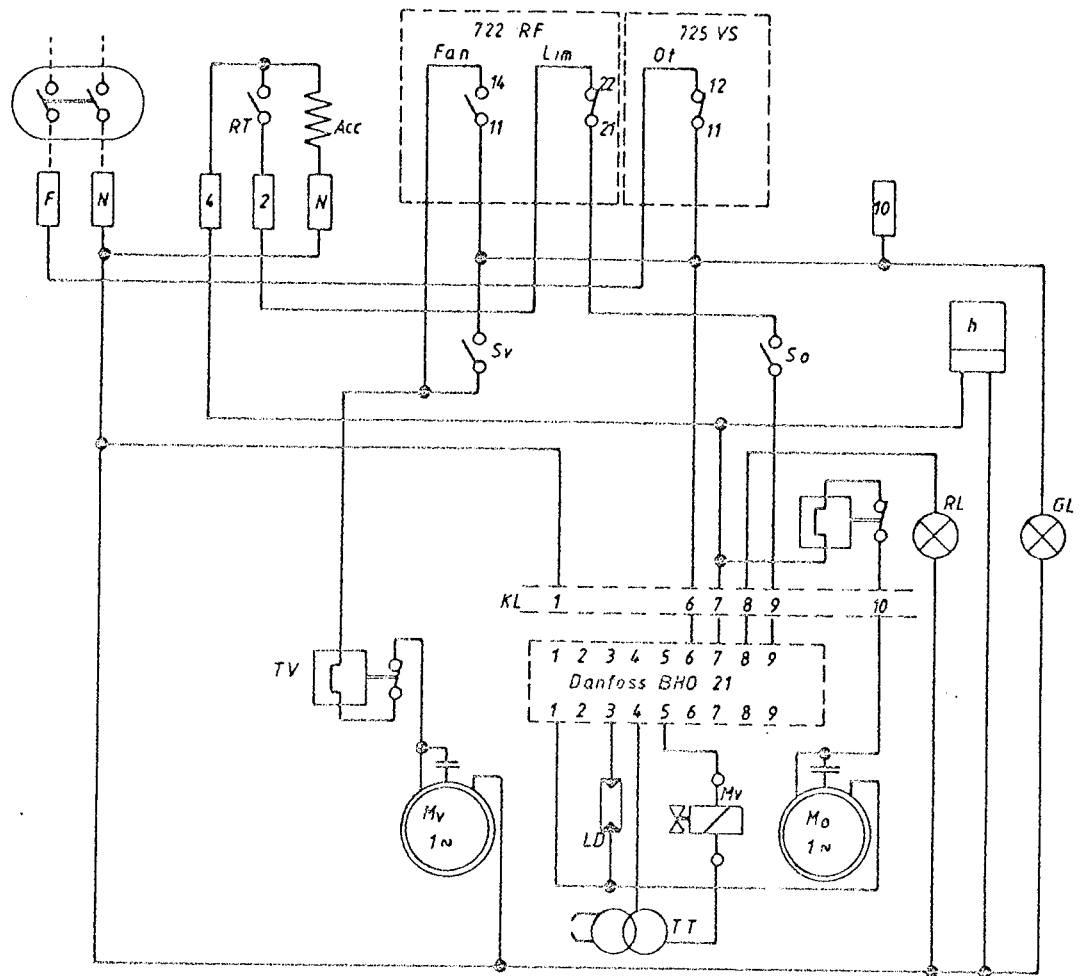 722 RF
725 VS
Fan
Lim
Ot
14
22
12
RT
Acc
11
21
11
F
N
4
2
N
10
h
Sv
So
RL
GL
KL 1 6 7 8 9 10
TV
1 2 3 4 5 6 7 8 9
Danfoss BHO 21
1 2 3 4 5 6 7 8 9
Mv
1~
LD
Mv
Mo
1~
TT